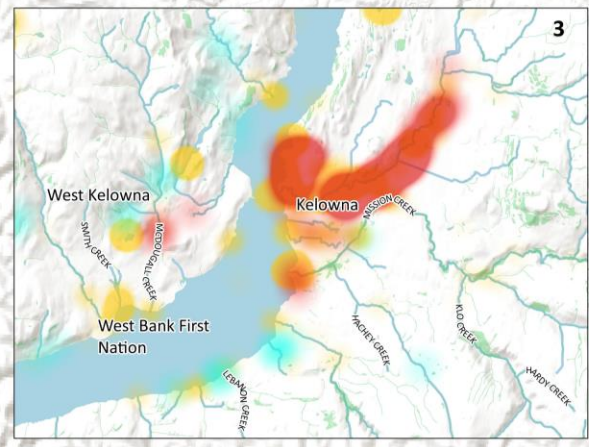 3
West Kelowna
Kelowna
MISSION CREEK
SMITH CREEK
MCDOUGALL CREEK
West Bank First
Nation
HACHEY CREEK
KLO CREEK
LEBANON CREEK
HARDY CREEK